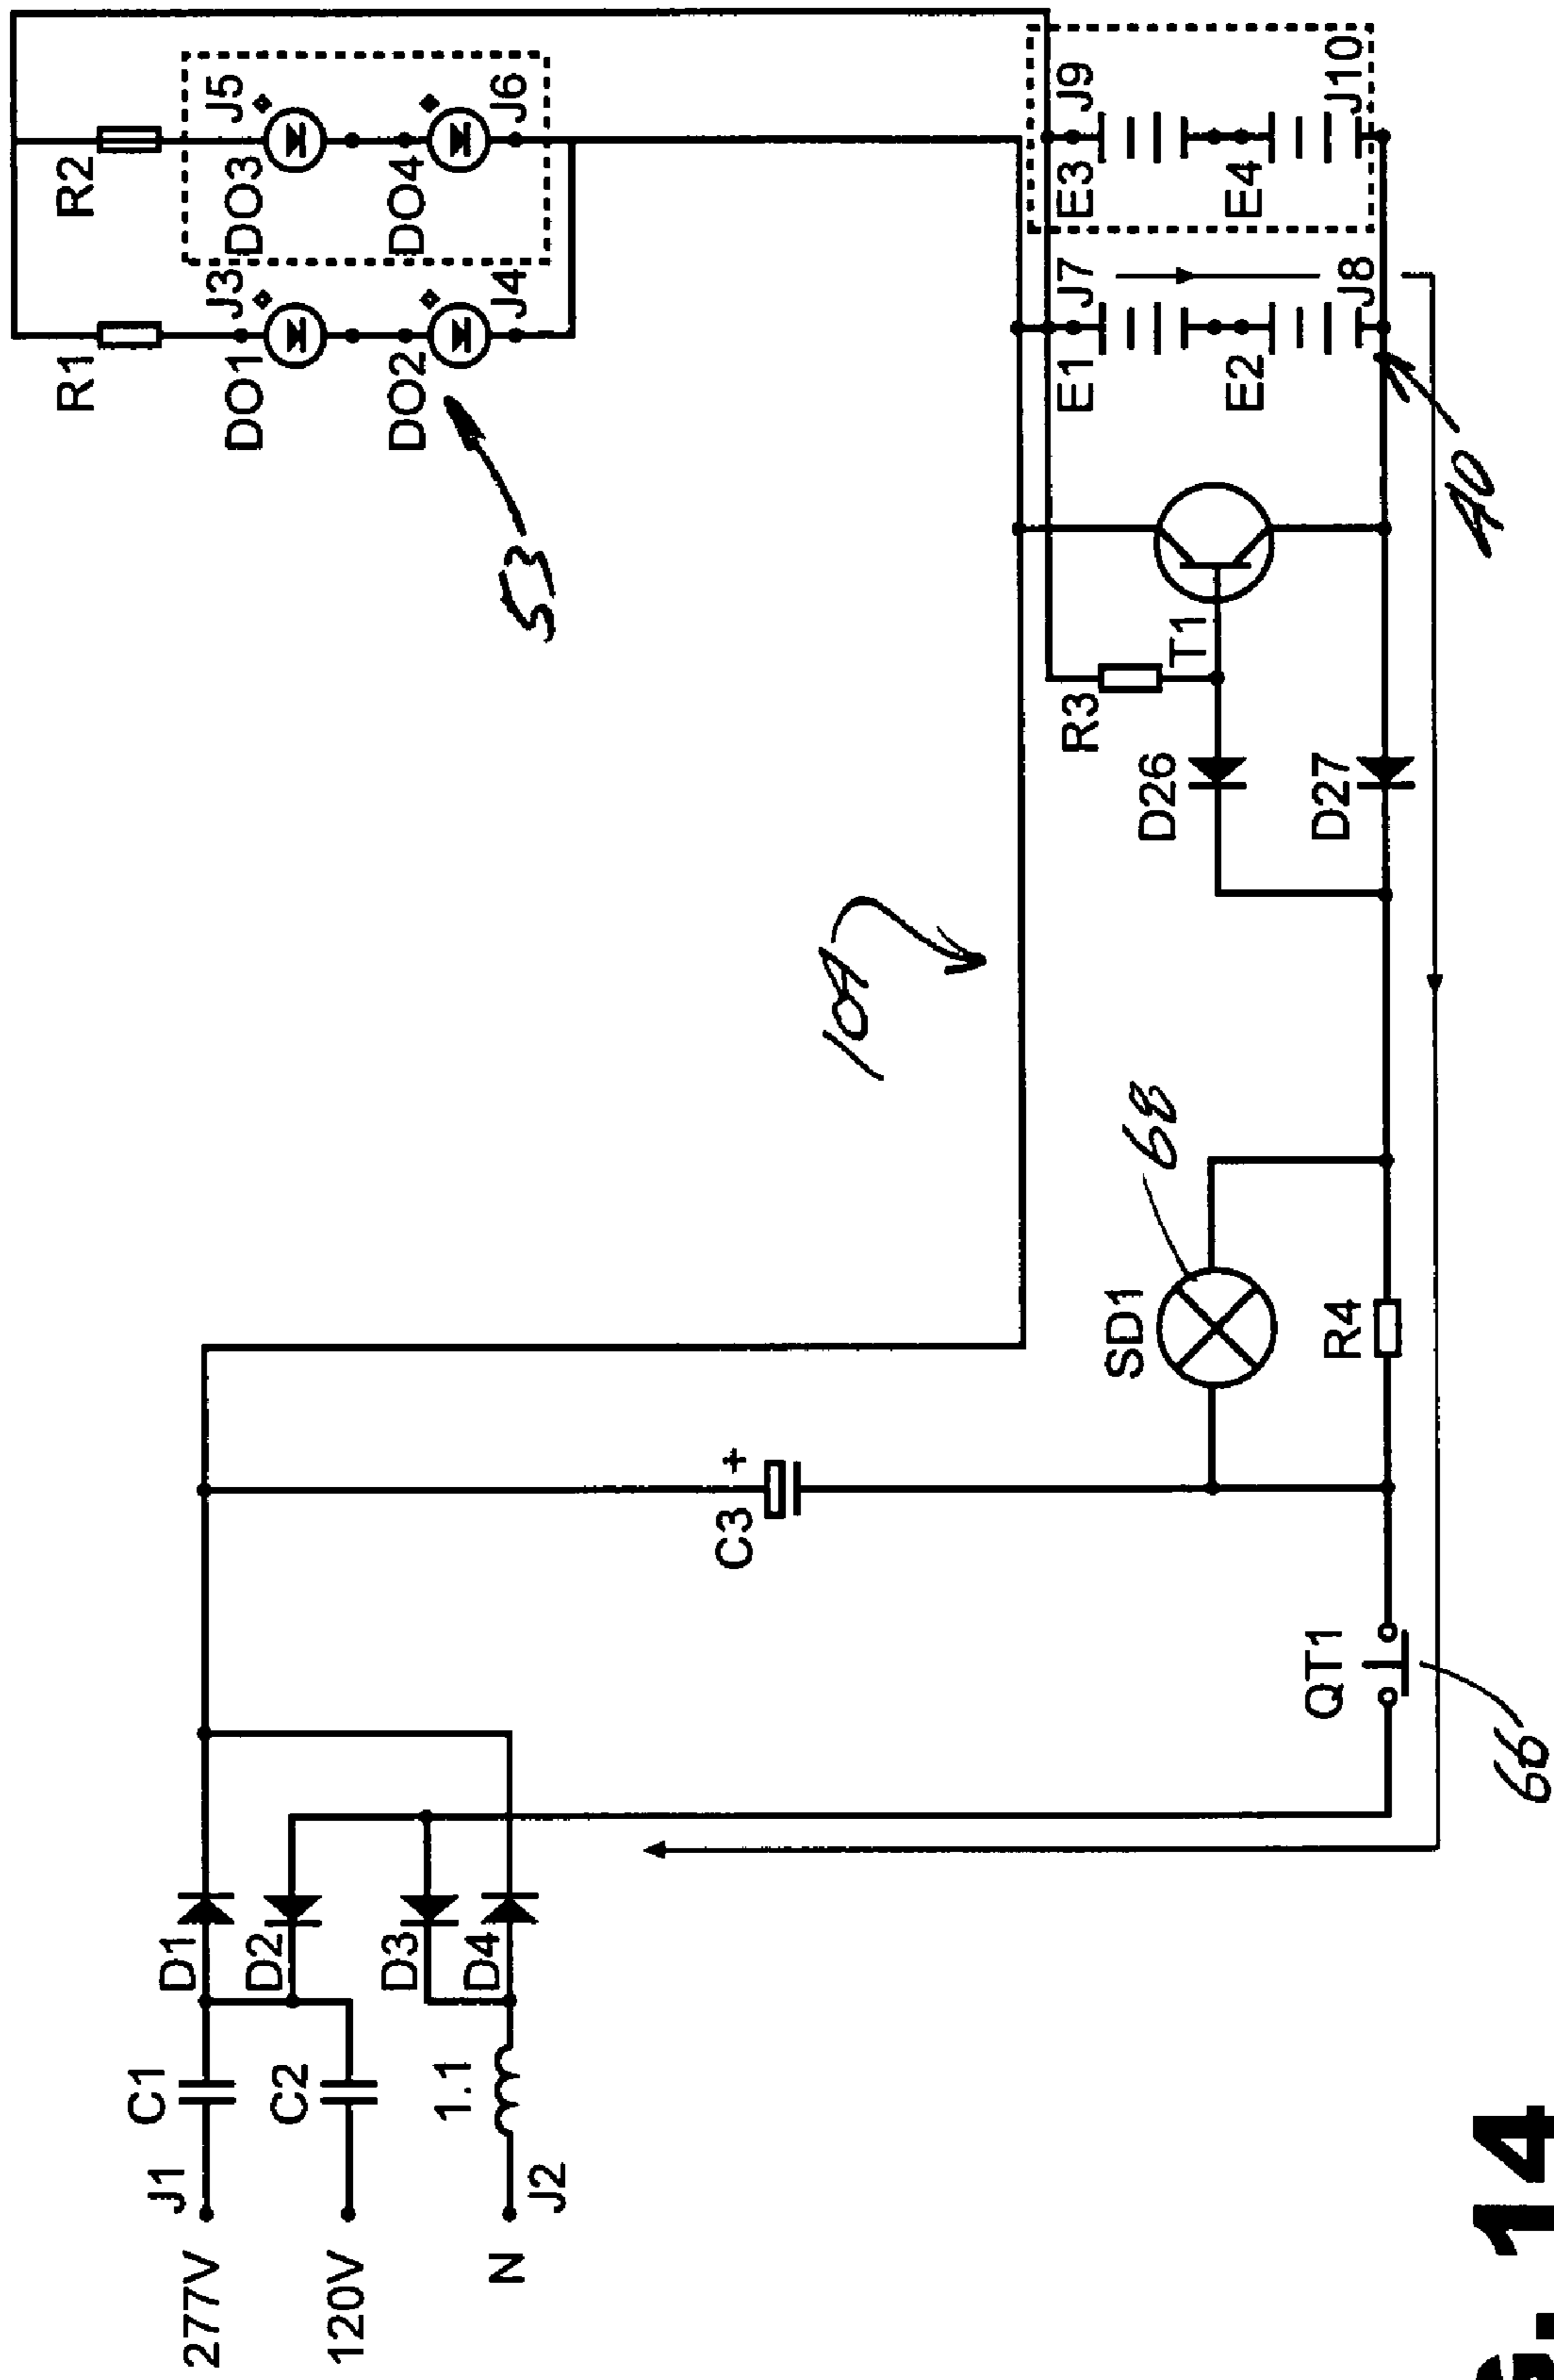 R1
R2
277V
J1
C1
D1
DO1
J3
DO3
J5
120V
C2
D2
D3
DO2
J4
DO4
J6
N
J2
1.1
D4
53
C3
104
SD1
68
R3
E1
J7
E3
J9
D26
T1
E2
E4
QT1
R4
D27
J8
J10
40
66
. 14